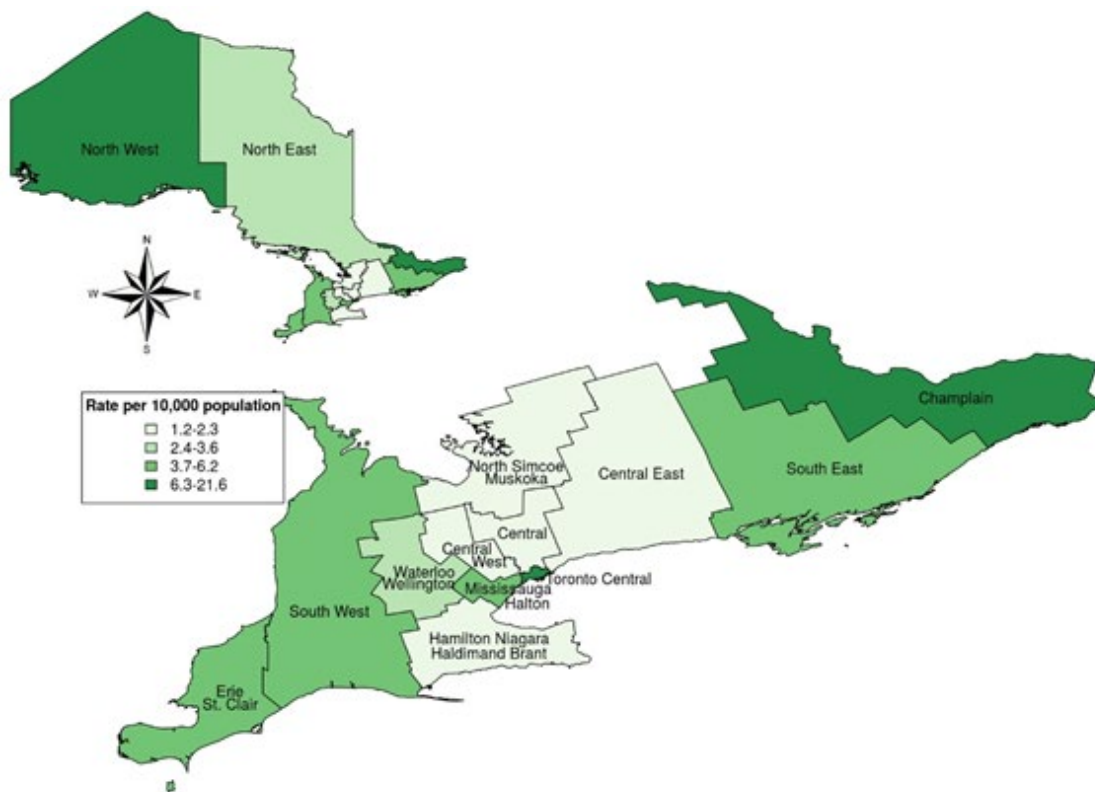 North West
North East
N
W
E
S
Rate per 10,000 population
1.2-2.3
2.4-3.6
3.7-6.2
6.3-21.6
Champlain
South East
North Simcoe
Muskoka
Central East
Central
Central
West
Toronto Central
Waterloo
Wellington
Mississauga
Halton
South West
Hamilton Niagara
Haldimand Brant
Erie
St. Clair